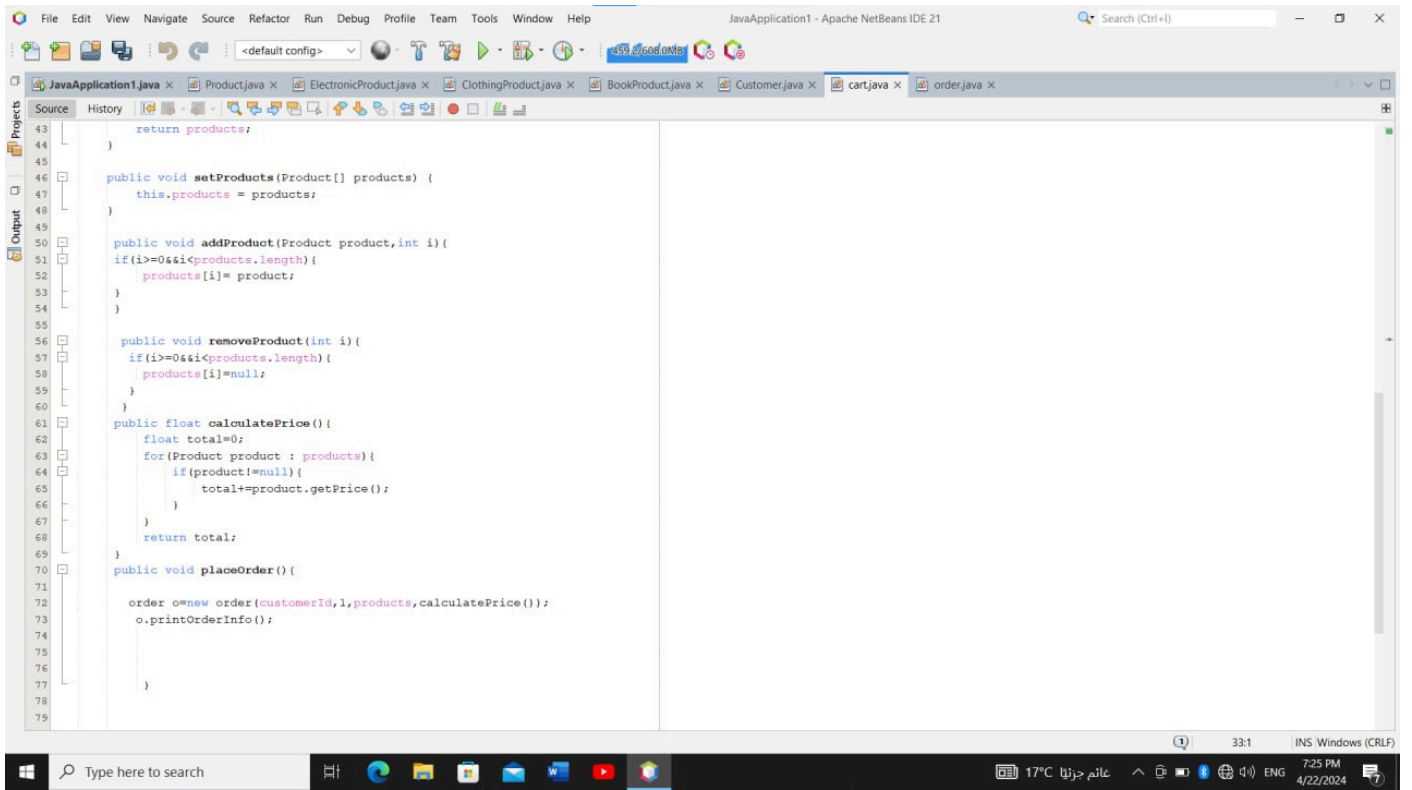 File Edit View Navigate Source Refactor Run Debug Profile Team Tools Window Help JavaApplication1 - Apache NetBeans IDE 21 Search (Ctrl+I)
<default config> 459.2/608.0MB
JavaApplication1.java Product.java ElectronicProduct.java ClothingProduct.java BookProduct.java Customer.java cart.java order.java
Source History
Projects
Output
43 return products;
44 }
45
46 public void setProducts(Product[] products) {
47 this.products = products;
48 }
49
50 public void addProduct(Product product,int i){
51 if(i>=0&&i<products.length){
52 products[i]= product;
53 }
54 }
55
56 public void removeProduct(int i){
57 if(i>=0&&i<products.length){
58 products[i]=null;
59 }
60 }
61 public float calculatePrice(){
62 float total=0;
63 for(Product product : products){
64 if(product!=null){
65 total+=product.getPrice();
66 }
67 }
68 return total;
69 }
70 public void placeOrder(){
71
72 order o=new order(customerId,1,products,calculatePrice());
73 o.printOrderInfo();
74
75
76
77 }
78
79
1 33:1 INS Windows (CRLF)
Type here to search 17°C غائم جزئيًا ENG 7:25 PM
4/22/2024 7